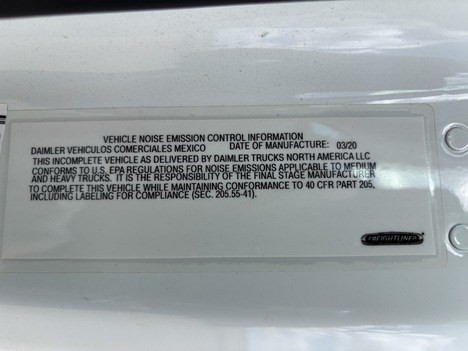 VEHICLE NOISE EMISSION CONTROL INFORMATION
DAIMLER VEHICULOS COMERCIALES MEXICO DATE OF MANUFACTURE: 03/20
THIS INCOMPLETE VEHICLE AS DELIVERED BY DAIMLER TRUCKS NORTH AMERICA LLC
CONFORMS TO U.S. EPA REGULATIONS FOR NOISE EMISSIONS APPLICABLE TO MEDIUM
AND HEAVY TRUCKS. IT IS THE RESPONSIBILITY OF THE FINAL STAGE MANUFACTURER
TO COMPLETE THIS VEHICLE WHILE MAINTAINING CONFORMANCE TO 40 CFR PART 205,
INCLUDING LABELING FOR COMPLIANCE (SEC. 205.55-41).
FREIGHTLINER